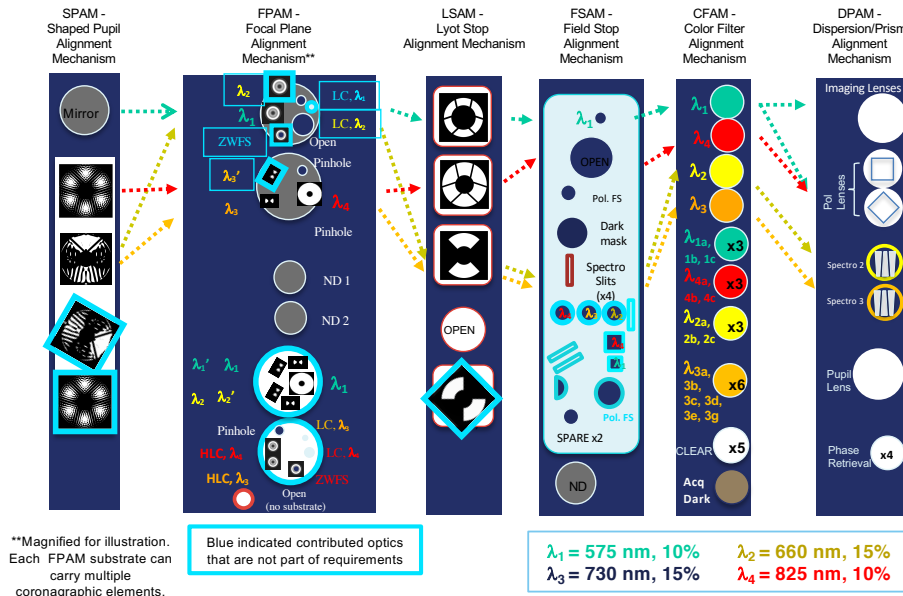 SPAM -
Shaped Pupil
Alignment
Mechanism
FPAM -
Focal Plane
Alignment
Mechanism**
LSAM -
Lyot Stop
Alignment Mechanism
FSAM -
Field Stop
Alignment
Mechanism
CFAM -
Color Filter
Alignment
Mechanism
DPAM -
Dispersion/Prism
Alignment
Mechanism
Mirror
λ₂
λ₁
LC, λ₁
LC, λ₂
ZWFS
Open
Pinhole
λ₃′
λ₃
λ₄
Pinhole
ND 1
ND 2
λ₁′ λ₁
λ₁
λ₂ λ₂′
Pinhole
LC, λ₃
HLC, λ₄
HLC, λ₃
ZWFS
Open
(no substrate)
OPEN
λ₁
OPEN
Pol. FS
Dark
mask
Spectro
Slits
(x4)
Pol. FS
SPARE x2
ND
λ₁
λ₄
λ₂
λ₃
λ₁ₐ,
1b, 1c
x3
λ₄ₐ,
4b, 4c
x3
λ₂ₐ,
2b, 2c
x3
λ₃ₐ,
3b,
3c, 3d,
3e, 3g
x6
CLEAR
x5
Acq
Dark
Imaging Lenses
Pol
Lenses
Spectro 2
Spectro 3
Pupil
Lens
Phase
Retrieval
x4
**Magnified for illustration.
Each FPAM substrate can
carry multiple
coronagraphic elements.
Blue indicated contributed optics
that are not part of requirements
λ₁ = 575 nm, 10% λ₂ = 660 nm, 15%
λ₃ = 730 nm, 15% λ₄ = 825 nm, 10%